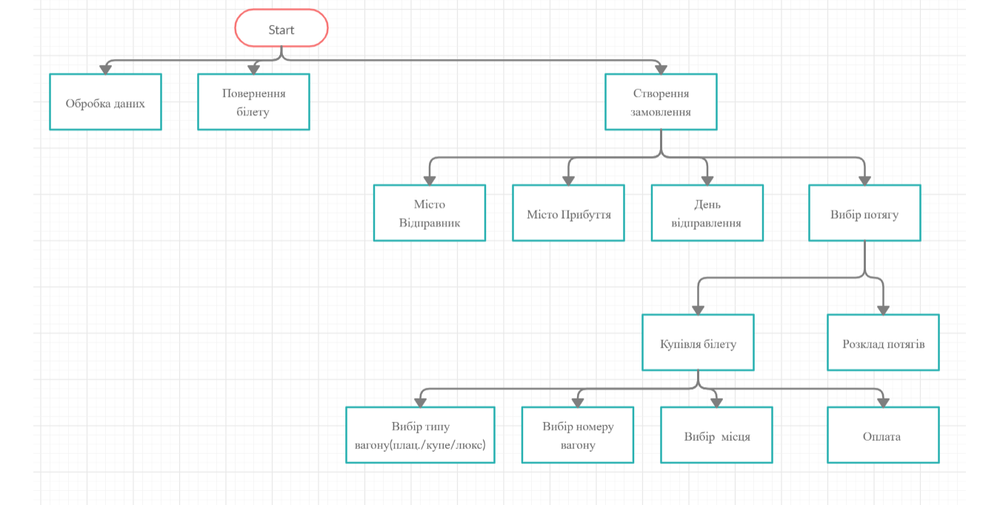 Start
Обробка даних
Повернення
білету
Створення
замовлення
Місто
Відправник
Місто Прибуття
День
відправлення
Вибір потягу
Купівля білету
Розклад потягів
Вибір типу
вагону(плац./купе/люкс)
Вибір номеру
вагону
Вибір  місця
Оплата